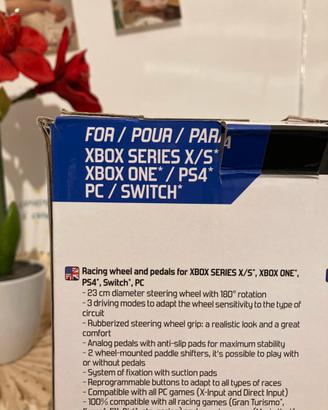 FOR / POUR / PARA
XBOX SERIES X/S*
XBOX ONE* / PS4*
PC / SWITCH*
Racing wheel and pedals for XBOX SERIES X/S*, XBOX ONE*,
PS4*, Switch*, PC
- 23 cm diameter steering wheel with 180° rotation
- 3 driving modes to adapt the wheel sensitivity to the type of
circuit
- Rubberized steering wheel grip: a realistic look and a great
comfort
- Analog pedals with anti-slip pads for maximum stability
- 2 wheel-mounted paddle shifters, it's possible to play with
or without pedals
- System of fixation with suction pads
- Reprogrammable buttons to adapt to all types of races
- Compatible with all PC games (X-Input and Direct Input)
- 100% compatible with all racing games (Gran Turismo*,